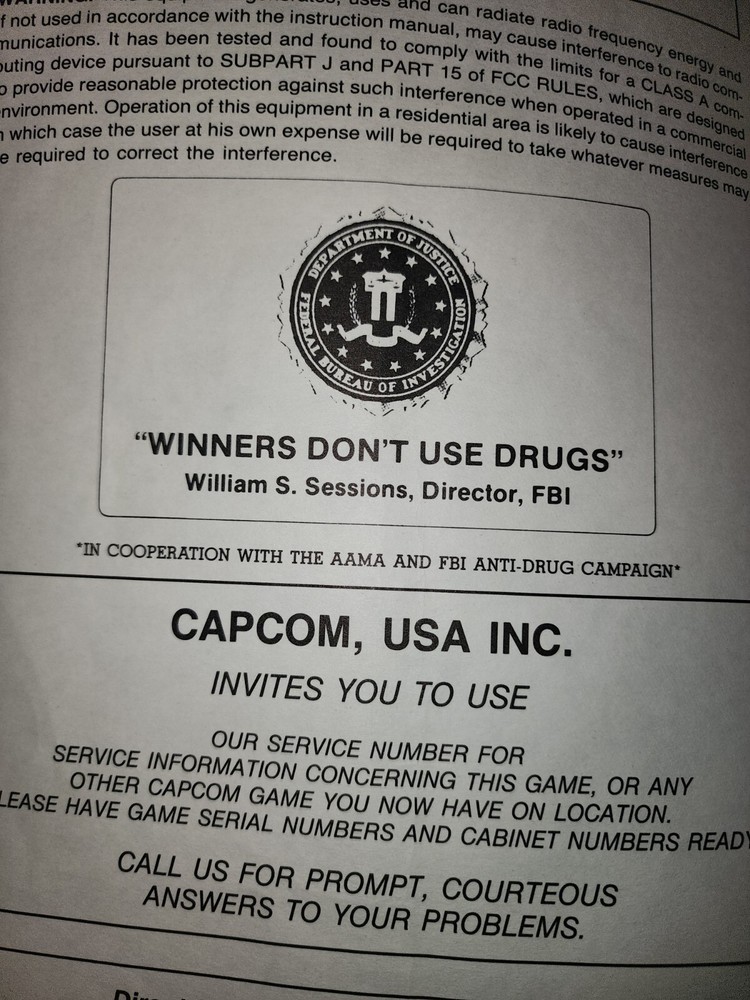 and can radiate radio frequency energy and
f not used in accordance with the instruction manual, may cause interference to radio com-
munications. It has been tested and found to comply with the limits for a CLASS A com-
outing device pursuant to SUBPART J and PART 15 of FCC RULES, which are designed
o provide reasonable protection against such interference when operated in a commercial
nvironment. Operation of this equipment in a residential area is likely to cause interference
n which case the user at his own expense will be required to take whatever measures may
e required to correct the interference.
DEPARTMENT OF JUSTICE
FEDERAL BUREAU OF INVESTIGATION
“WINNERS DON’T USE DRUGS”
William S. Sessions, Director, FBI
*IN COOPERATION WITH THE AAMA AND FBI ANTI-DRUG CAMPAIGN*
CAPCOM, USA INC.
INVITES YOU TO USE
OUR SERVICE NUMBER FOR
SERVICE INFORMATION CONCERNING THIS GAME, OR ANY
OTHER CAPCOM GAME YOU NOW HAVE ON LOCATION.
LEASE HAVE GAME SERIAL NUMBERS AND CABINET NUMBERS READY
CALL US FOR PROMPT, COURTEOUS
ANSWERS TO YOUR PROBLEMS.